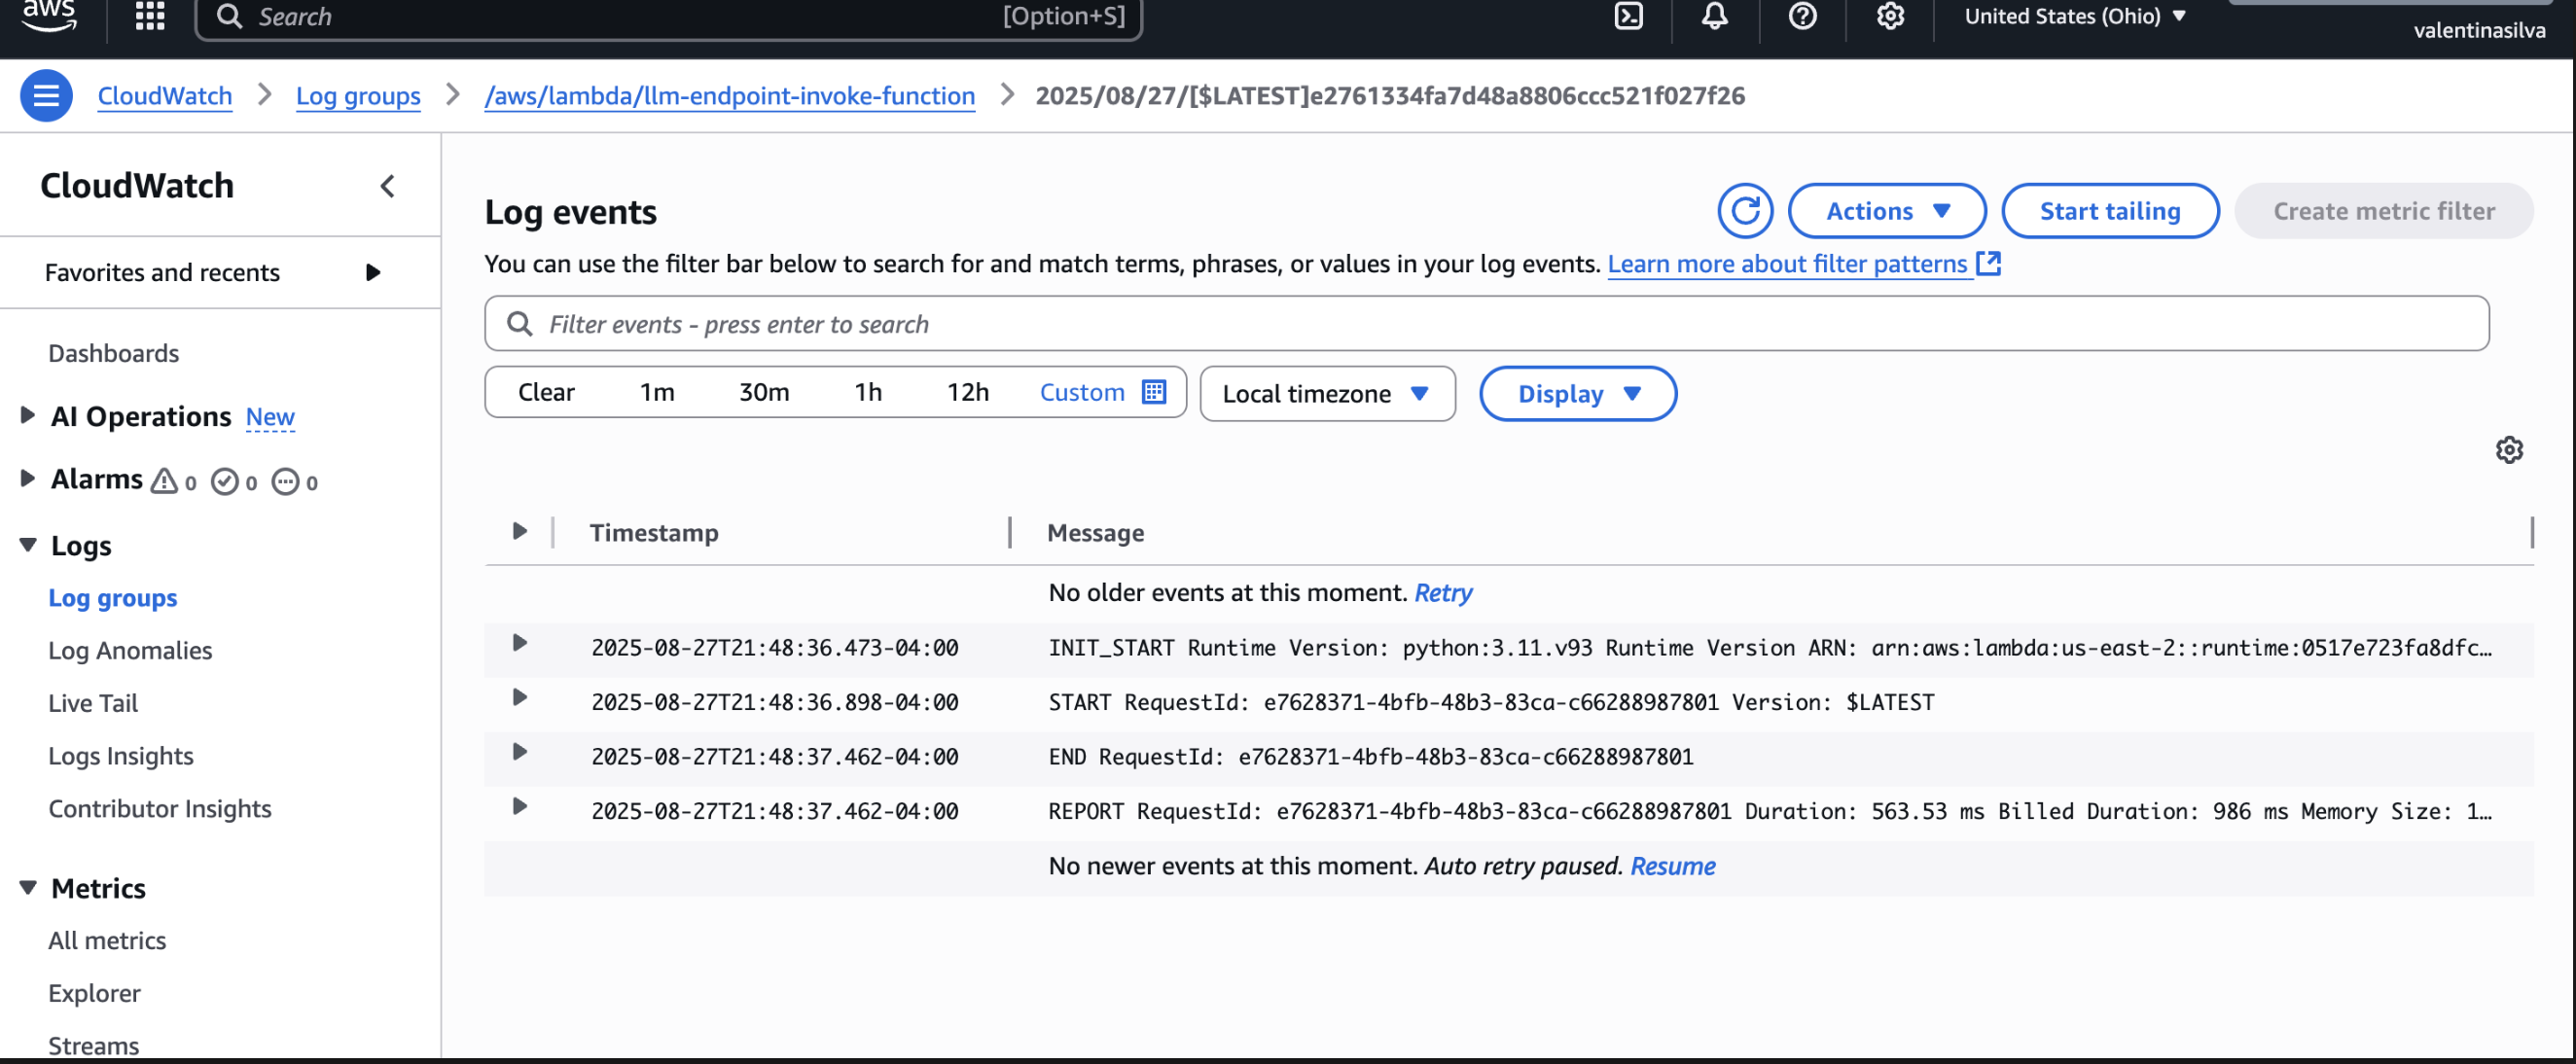 aws Search [Option+S] United States (Ohio) valentinasilva
CloudWatch > Log groups > /aws/lambda/llm-endpoint-invoke-function > 2025/08/27/[$LATEST]e2761334fa7d48a8806ccc521f027f26
CloudWatch
Favorites and recents
Dashboards
AI Operations New
Alarms 0 0 0
Logs
Log groups
Log Anomalies
Live Tail
Logs Insights
Contributor Insights
Metrics
All metrics
Explorer
Streams
Log events
Actions Start tailing Create metric filter
You can use the filter bar below to search for and match terms, phrases, or values in your log events. Learn more about filter patterns
Filter events - press enter to search
Clear 1m 30m 1h 12h Custom Local timezone Display
Timestamp Message
No older events at this moment. Retry
2025-08-27T21:48:36.473-04:00 INIT_START Runtime Version: python:3.11.v93 Runtime Version ARN: arn:aws:lambda:us-east-2::runtime:0517e723fa8dfc…
2025-08-27T21:48:36.898-04:00 START RequestId: e7628371-4bfb-48b3-83ca-c66288987801 Version: $LATEST
2025-08-27T21:48:37.462-04:00 END RequestId: e7628371-4bfb-48b3-83ca-c66288987801
2025-08-27T21:48:37.462-04:00 REPORT RequestId: e7628371-4bfb-48b3-83ca-c66288987801 Duration: 563.53 ms Billed Duration: 986 ms Memory Size: 1…
No newer events at this moment. Auto retry paused. Resume